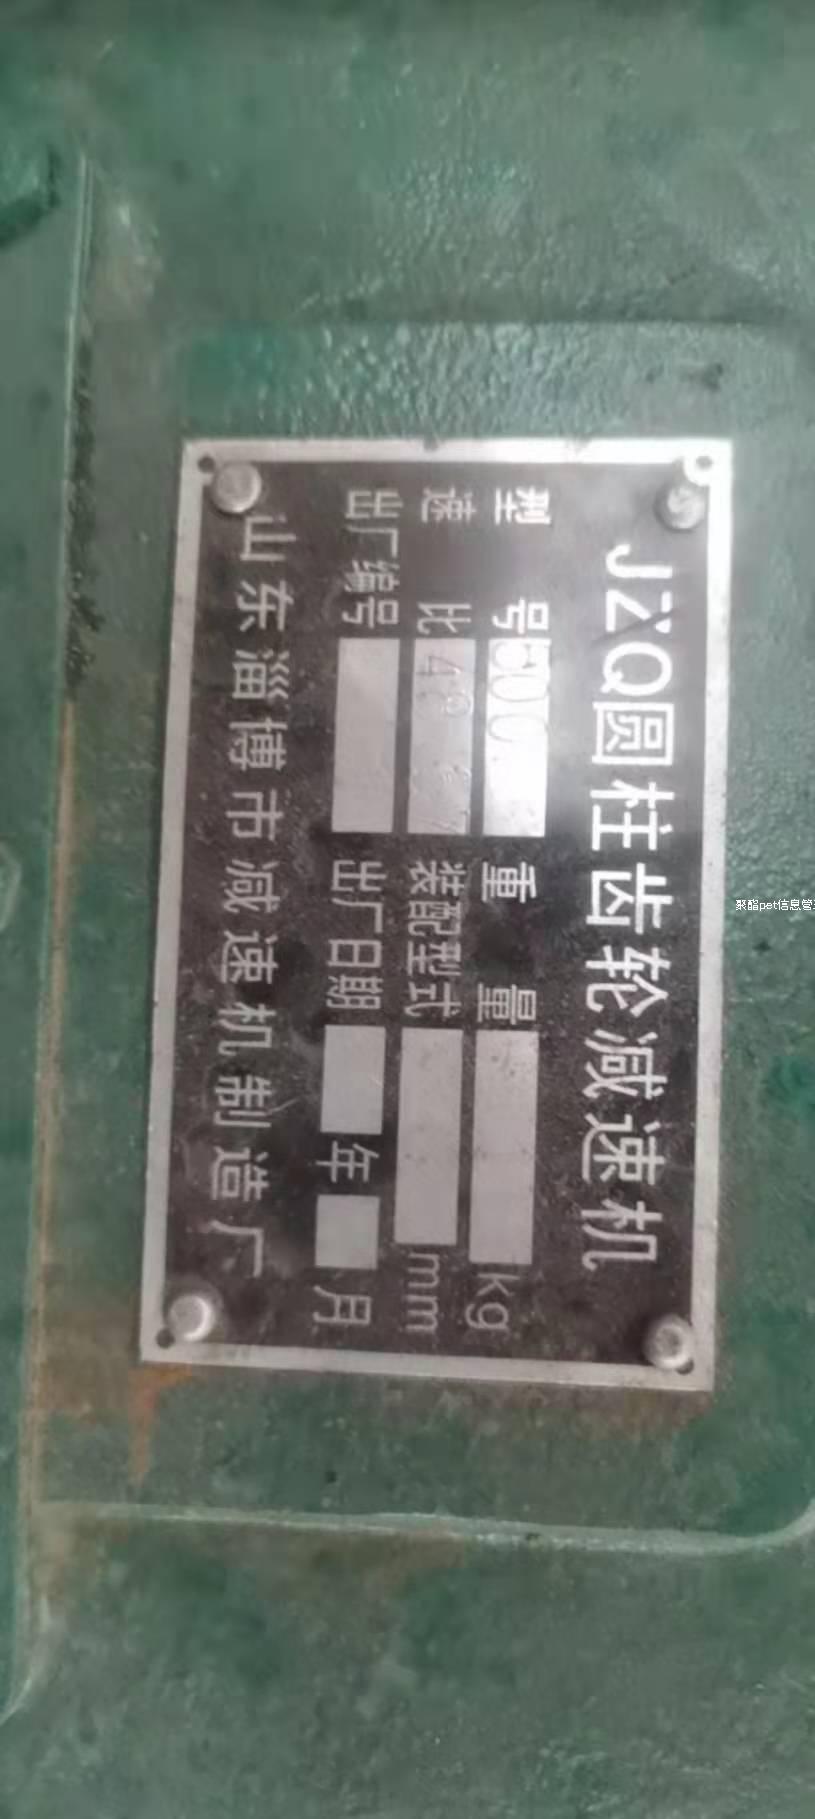 JZQ圆柱齿轮减速机
型号 500 重量 kg
速比 装配型式 mm
出厂编号 出厂日期 年 月
山东淄博市减速机制造厂
聚酯pet信息管